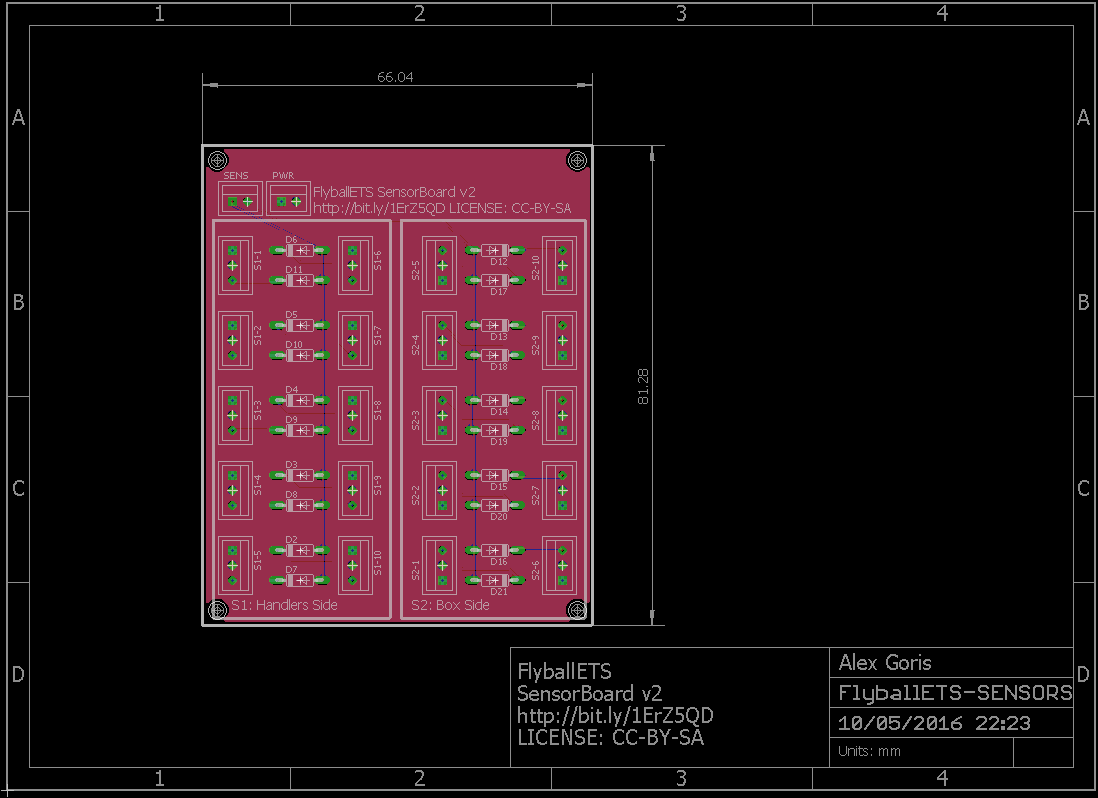 1 2 3 4
66.04
A A
SENS PWR
FlyballETS SensorBoard v2
http://bit.ly/1ErZ5QD LICENSE: CC-BY-SA
D6
S1-1 S1-6 S2-5 D12 S2-10
D11
D17
B B
D5
S1-2 S1-7 S2-4 D13 S2-9
D10
D18
81.28
D4
S1-3 S1-8 S2-3 D14 S2-8
D9
D19
D3
S1-4 S1-9 S2-2 D15 S2-7
C C
D8
D20
D2
S1-5 S1-10 S2-1 D16 S2-6
D7
D21
S1: Handlers Side S2: Box Side
D D
FlyballETS
SensorBoard v2
http://bit.ly/1ErZ5QD
LICENSE: CC-BY-SA
Alex Goris
FlyballETS-SENSORS
10/05/2016 22:23
Units: mm
1 2 3 4